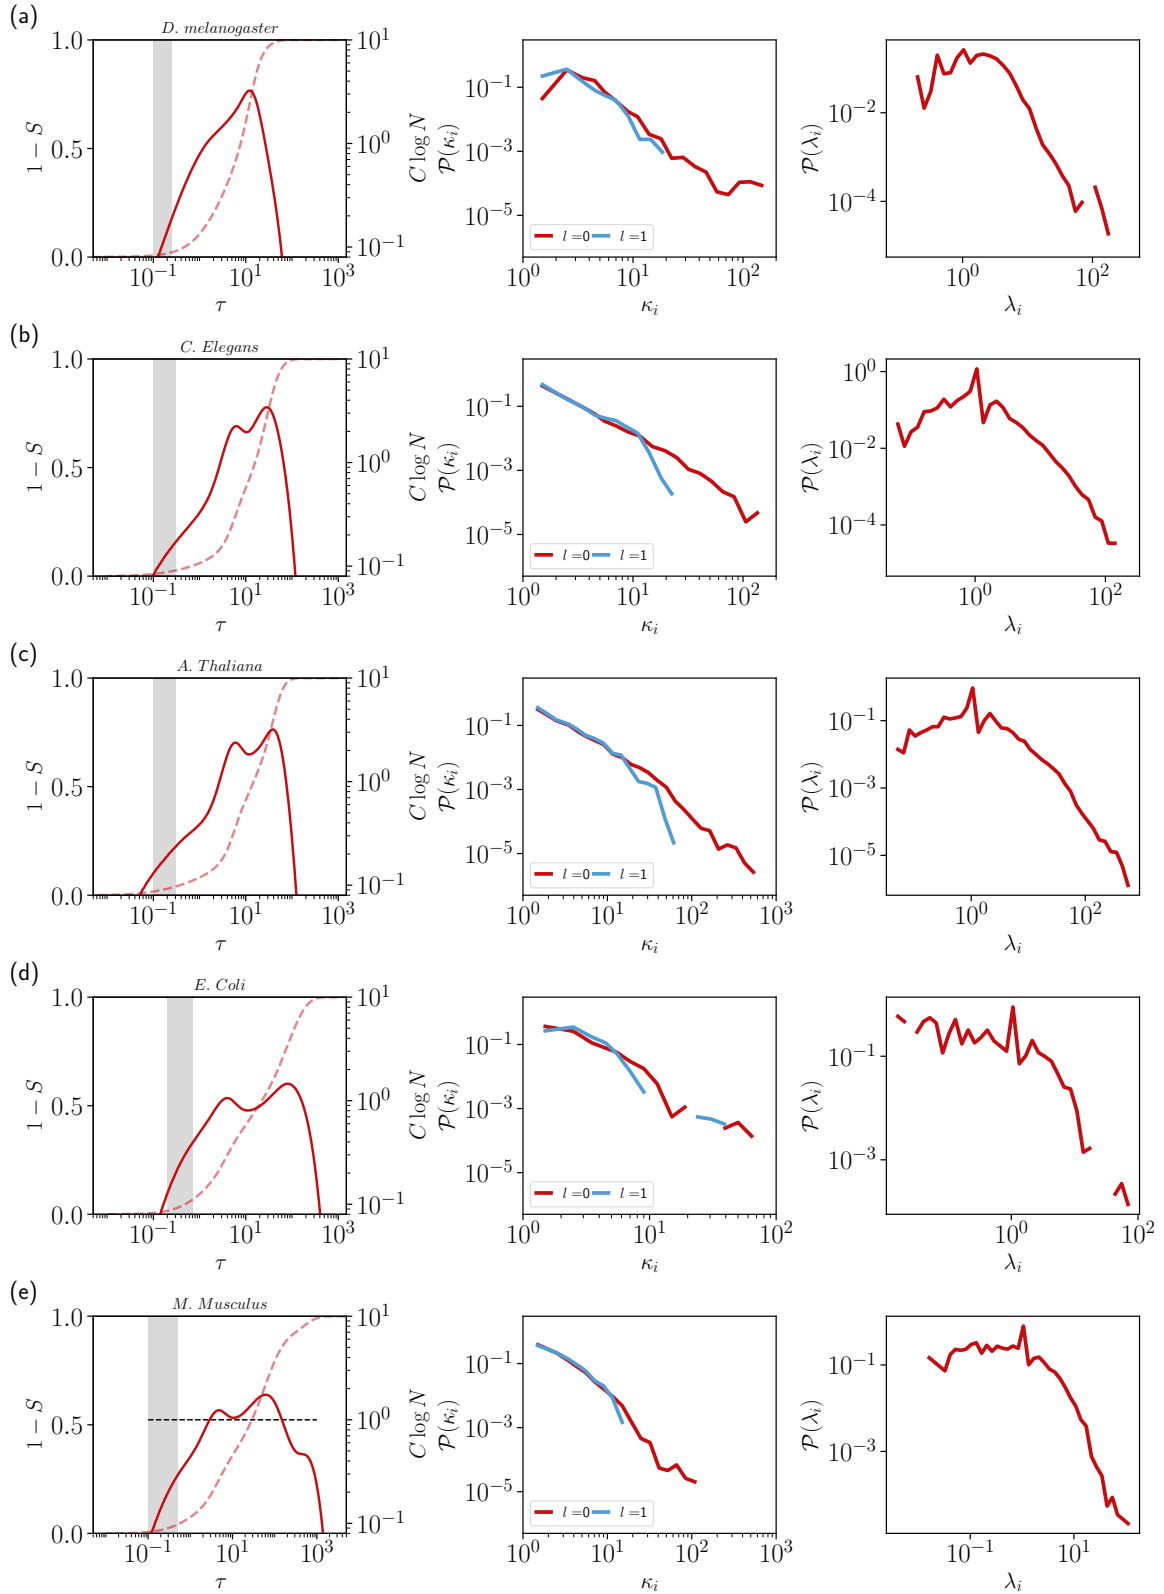 (a)
D. melanogaster
1.0
0.5
0.0
1 − S
10^1
10^0
10^−1
C log N
10^−1
10^1
10^3
τ
10^−1
10^−3
10^−5
P(κ_i)
l =0
l =1
10^0
10^1
10^2
κ_i
10^−2
10^−4
P(λ_i)
10^0
10^2
λ_i
(b)
C. Elegans
1.0
0.5
0.0
1 − S
10^1
10^0
10^−1
C log N
10^−1
10^1
10^3
τ
10^−1
10^−3
10^−5
P(κ_i)
l =0
l =1
10^0
10^1
10^2
κ_i
10^0
10^−2
10^−4
P(λ_i)
10^0
10^2
λ_i
(c)
A. Thaliana
1.0
0.5
0.0
1 − S
10^1
10^0
10^−1
C log N
10^−1
10^1
10^3
τ
10^−1
10^−3
10^−5
P(κ_i)
l =0
l =1
10^0
10^1
10^2
10^3
κ_i
10^−1
10^−3
10^−5
P(λ_i)
10^0
10^2
λ_i
(d)
E. Coli
1.0
0.5
0.0
1 − S
10^1
10^0
10^−1
C log N
10^−1
10^1
10^3
τ
10^−1
10^−3
10^−5
P(κ_i)
l =0
l =1
10^0
10^1
10^2
κ_i
10^−1
10^−3
P(λ_i)
10^0
10^2
λ_i
(e)
M. Musculus
1.0
0.5
0.0
1 − S
10^1
10^0
10^−1
C log N
10^−1
10^1
10^3
τ
10^−1
10^−3
10^−5
P(κ_i)
l =0
l =1
10^0
10^1
10^2
10^3
κ_i
10^−1
10^−3
P(λ_i)
10^−1
10^1
λ_i